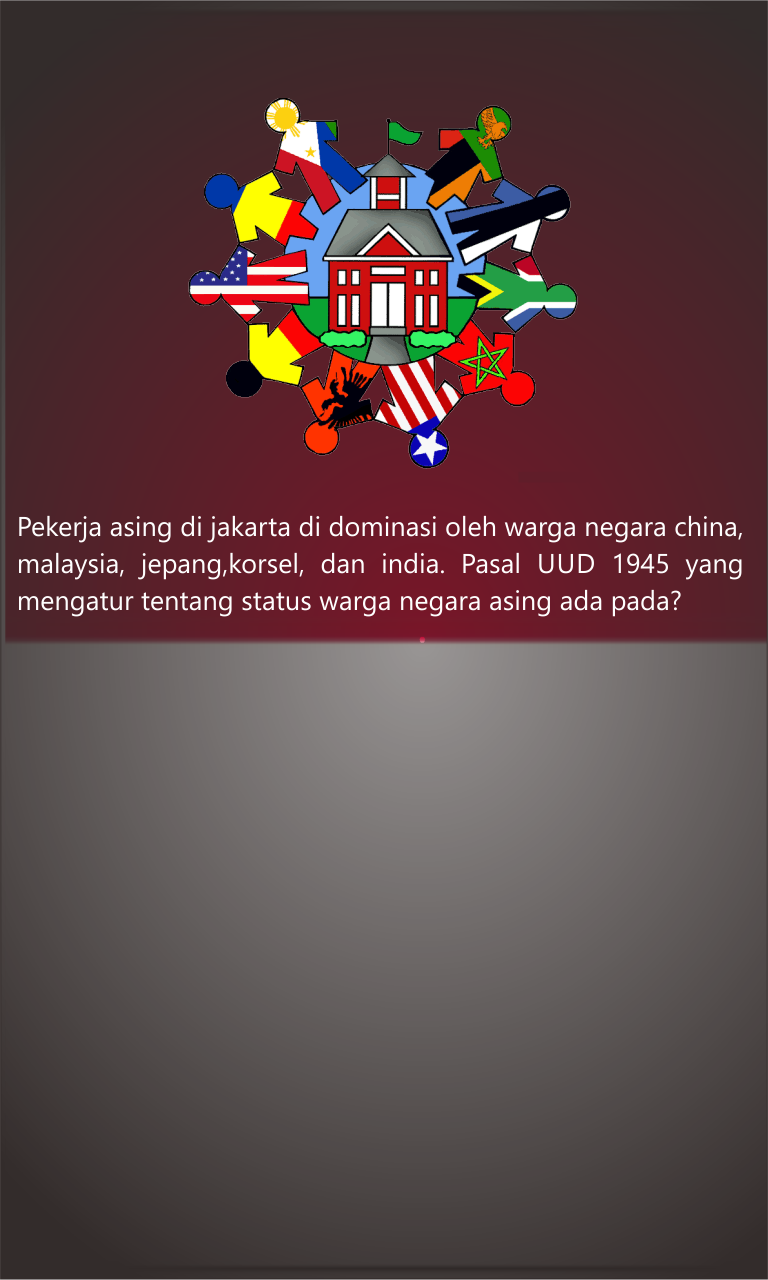 Pekerja asing di jakarta di dominasi oleh warga negara china,
malaysia, jepang,korsel, dan india. Pasal UUD 1945 yang
mengatur tentang status warga negara asing ada pada?